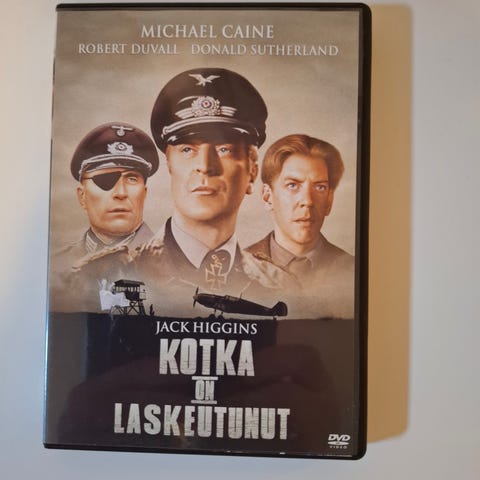 MICHAEL CAINE
ROBERT DUVALL DONALD SUTHERLAND
JACK HIGGINS
KOTKA
ON
LASKEUTUNUT
DVD
VIDEO